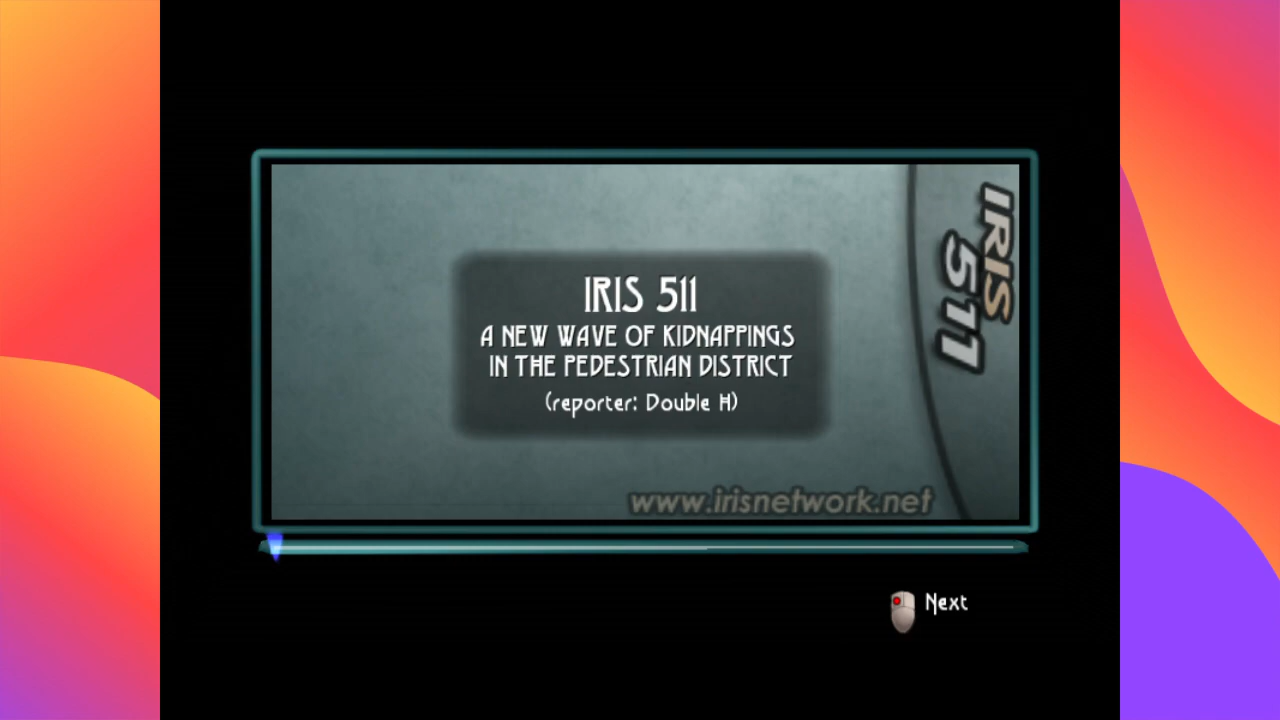 IRIS 511
A NEW WAVE OF KIDNAPPINGS
IN THE PEDESTRIAN DISTRICT
(reporter: Double H)
IRIS
511
www.irisnetwork.net
Next